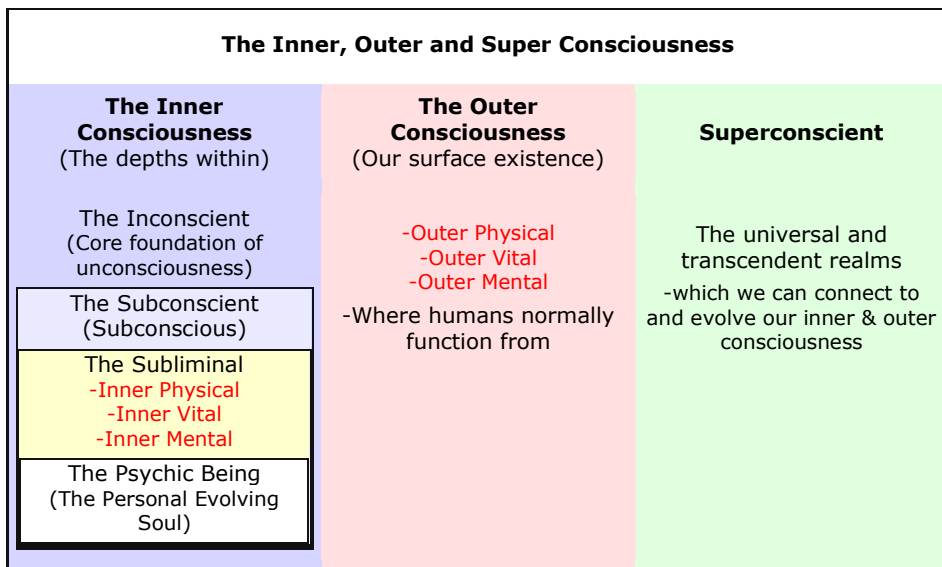 The Inner, Outer and Super Consciousness
The Inner
Consciousness
(The depths within)
The Inconscient
(Core foundation of
unconsciousness)
The Subconscient
(Subconscious)
The Subliminal
-Inner Physical
-Inner Vital
-Inner Mental
The Psychic Being
(The Personal Evolving
Soul)
The Outer
Consciousness
(Our surface existence)
-Outer Physical
-Outer Vital
-Outer Mental
-Where humans normally
function from
Superconscient
The universal and
transcendent realms
-which we can connect to
and evolve our inner & outer
consciousness